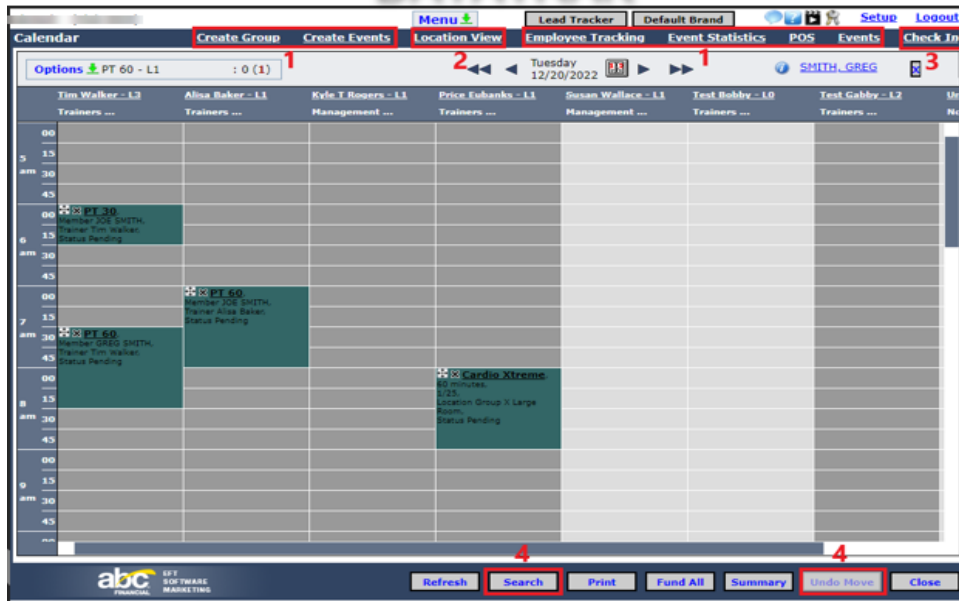 Menu Lead Tracker Default Brand Setup Logout
Calendar Create Group Create Events Location View Employee Tracking Event Statistics POS Events Check In
Options PT 60 - L1 : 0 (1) 1 2 Tuesday 12/20/2022 1 SMITH, GREG 3
Tim Walker - L3 Alisa Baker - L1 Kyle T Rogers - L1 Price Eubanks - L1 Susan Wallace - L1 Test Bobby - L0 Test Gabby - L2
Trainers ... Trainers ... Management ... Trainers ... Management ... Trainers ... Trainers ...
00
5 15
am 30
45
00 PT 30.
Member JOE SMITH.
6 15 Trainer Tim Walker.
Status Pending
am 30
45
00 PT 60.
Member JOE SMITH.
7 15 Trainer Alisa Baker.
Status Pending
am 30 PT 60.
Member GREG SMITH.
45 Trainer Tim Walker.
Status Pending
00 Cardio Xtreme.
60 minutes.
8 15 1/25.
Location Group X Large
Room.
am 30 Status Pending
45
00
9 15
am 30
45
00
4 4
abc FINANCIAL EFT SOFTWARE MARKETING Refresh Search Print Fund All Summary Undo Move Close